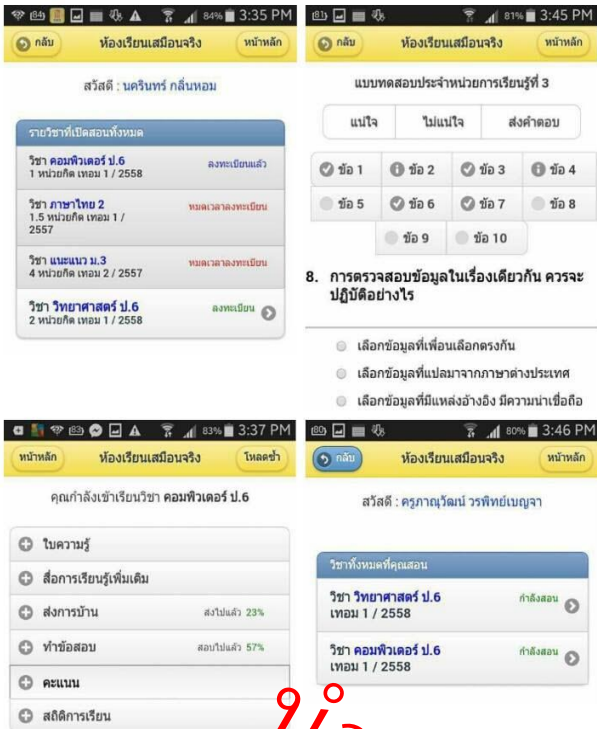 84% 3:35 PM
กลับ ห้องเรียนเสมือนจริง หน้าหลัก
สวัสดี : นครินทร์ กลิ่นหอม
รายวิชาที่เปิดสอนทั้งหมด
วิชา คอมพิวเตอร์ ป.6 ลงทะเบียนแล้ว
1 หน่วยกิต เทอม 1 / 2558
วิชา ภาษาไทย 2 หมดเวลาลงทะเบียน
1.5 หน่วยกิต เทอม 1 /
2557
วิชา แนะแนว ม.3 หมดเวลาลงทะเบียน
4 หน่วยกิต เทอม 2 / 2557
วิชา วิทยาศาสตร์ ป.6 ลงทะเบียน
2 หน่วยกิต เทอม 1 / 2558
81% 3:45 PM
กลับ ห้องเรียนเสมือนจริง หน้าหลัก
แบบทดสอบประจำหน่วยการเรียนรู้ที่ 3
แน่ใจ ไม่แน่ใจ ส่งคำตอบ
ข้อ 1 ข้อ 2 ข้อ 3 ข้อ 4
ข้อ 5 ข้อ 6 ข้อ 7 ข้อ 8
ข้อ 9 ข้อ 10
8. การตรวจสอบข้อมูลในเรื่องเดียวกัน ควรจะ
ปฏิบัติอย่างไร
เลือกข้อมูลที่เพื่อนเลือกตรงกัน
เลือกข้อมูลที่แปลมาจากภาษาต่างประเทศ
เลือกข้อมูลที่มีแหล่งอ้างอิง มีความน่าเชื่อถือ
83% 3:37 PM
หน้าหลัก ห้องเรียนเสมือนจริง โหลดซ้ำ
คุณกำลังเข้าเรียนวิชา คอมพิวเตอร์ ป.6
ใบความรู้
สื่อการเรียนรู้เพิ่มเติม
ส่งการบ้าน ส่งไปแล้ว 23%
ทำข้อสอบ สอบไปแล้ว 57%
คะแนน
สถิติการเรียน
80% 3:46 PM
กลับ ห้องเรียนเสมือนจริง หน้าหลัก
สวัสดี : ครูภาณุวัฒน์ วรพิทย์เบญจา
วิชาทั้งหมดที่คุณสอน
วิชา วิทยาศาสตร์ ป.6 กำลังสอน
เทอม 1 / 2558
วิชา คอมพิวเตอร์ ป.6 กำลังสอน
เทอม 1 / 2558